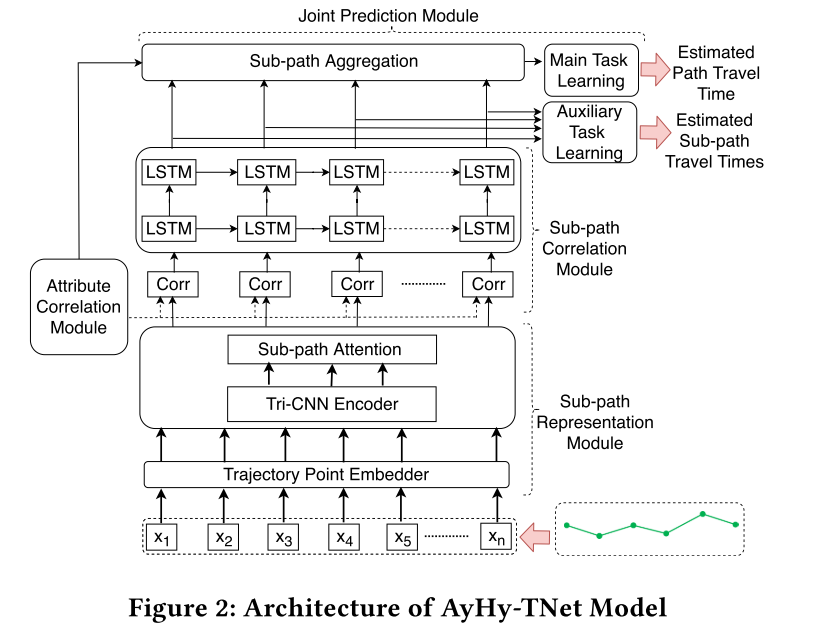 Joint Prediction Module
Sub-path Aggregation
Main Task
Learning
Estimated
Path Travel
Time
Auxiliary
Task
Learning
Estimated
Sub-path
Travel Times
LSTM LSTM LSTM LSTM
LSTM LSTM LSTM LSTM
Sub-path
Correlation
Module
Attribute
Correlation
Module
Corr Corr Corr Corr
Sub-path Attention
Tri-CNN Encoder
Sub-path
Representation
Module
Trajectory Point Embedder
x1 x2 x3 x4 x5 xn
Figure 2: Architecture of AyHy-TNet Model